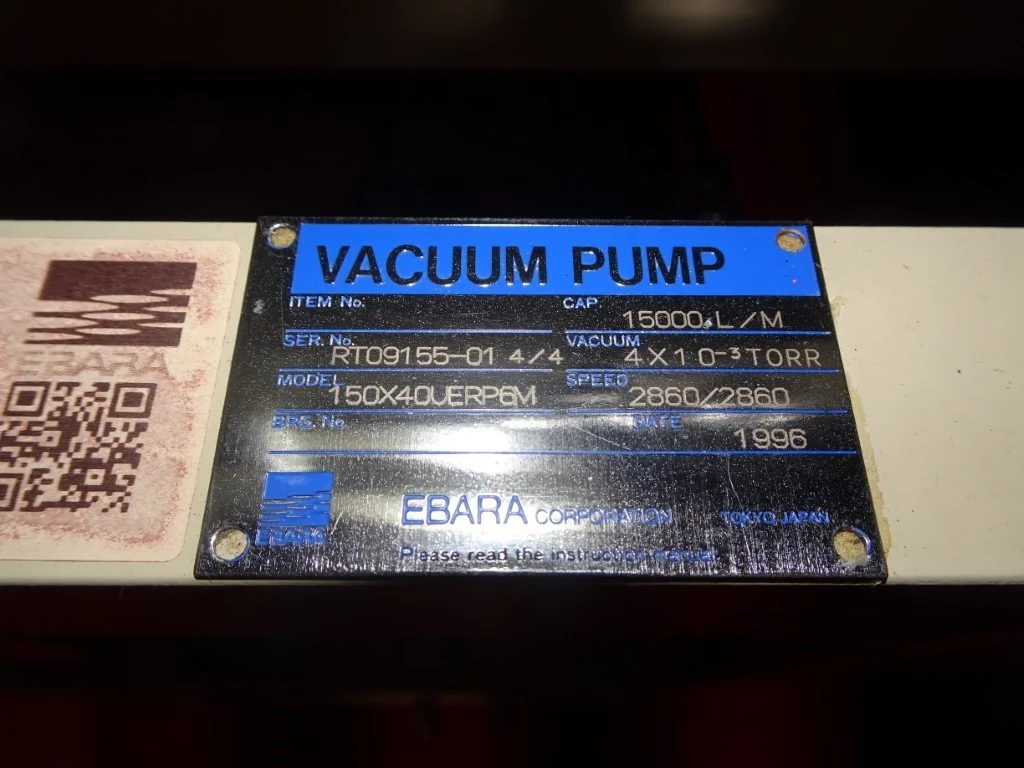 VACUUM PUMP
ITEM No. CAP. 15000 L/M
SER. No. RT09155-01 4/4 VACUUM 4X10-³TORR
MODEL 150X40UERP6M SPEED 2860/2860
BRG. No. DATE 1996
EBARA EBARA CORPORATION TOKYO JAPAN
Please read the instruction manual
EBARA